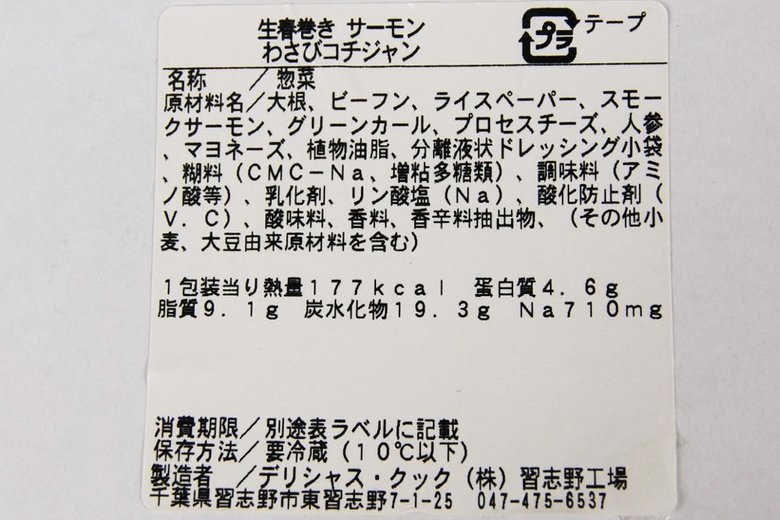 生春巻き サーモン
わさびコチジャン
プラ
テープ
名称　／惣菜
原材料名／大根、ビーフン、ライスペーパー、スモー
クサーモン、グリーンカール、プロセスチーズ、人参
、マヨネーズ、植物油脂、分離液状ドレッシング小袋
、糊料（ＣＭＣ－Ｎａ、増粘多糖類）、調味料（アミ
ノ酸等）、乳化剤、リン酸塩（Ｎａ）、酸化防止剤（
Ｖ．Ｃ）、酸味料、香料、香辛料抽出物、（その他小
麦、大豆由来原材料を含む）
１包装当り熱量１７７ｋｃａｌ　蛋白質４．６ｇ
脂質９．１ｇ　炭水化物１９．３ｇ　Ｎａ７１０ｍｇ
消費期限／別途表ラベルに記載
保存方法／要冷蔵（１０℃以下）
製造者　／デリシャス・クック（株）習志野工場
千葉県習志野市東習志野7-1-25　047-475-6537